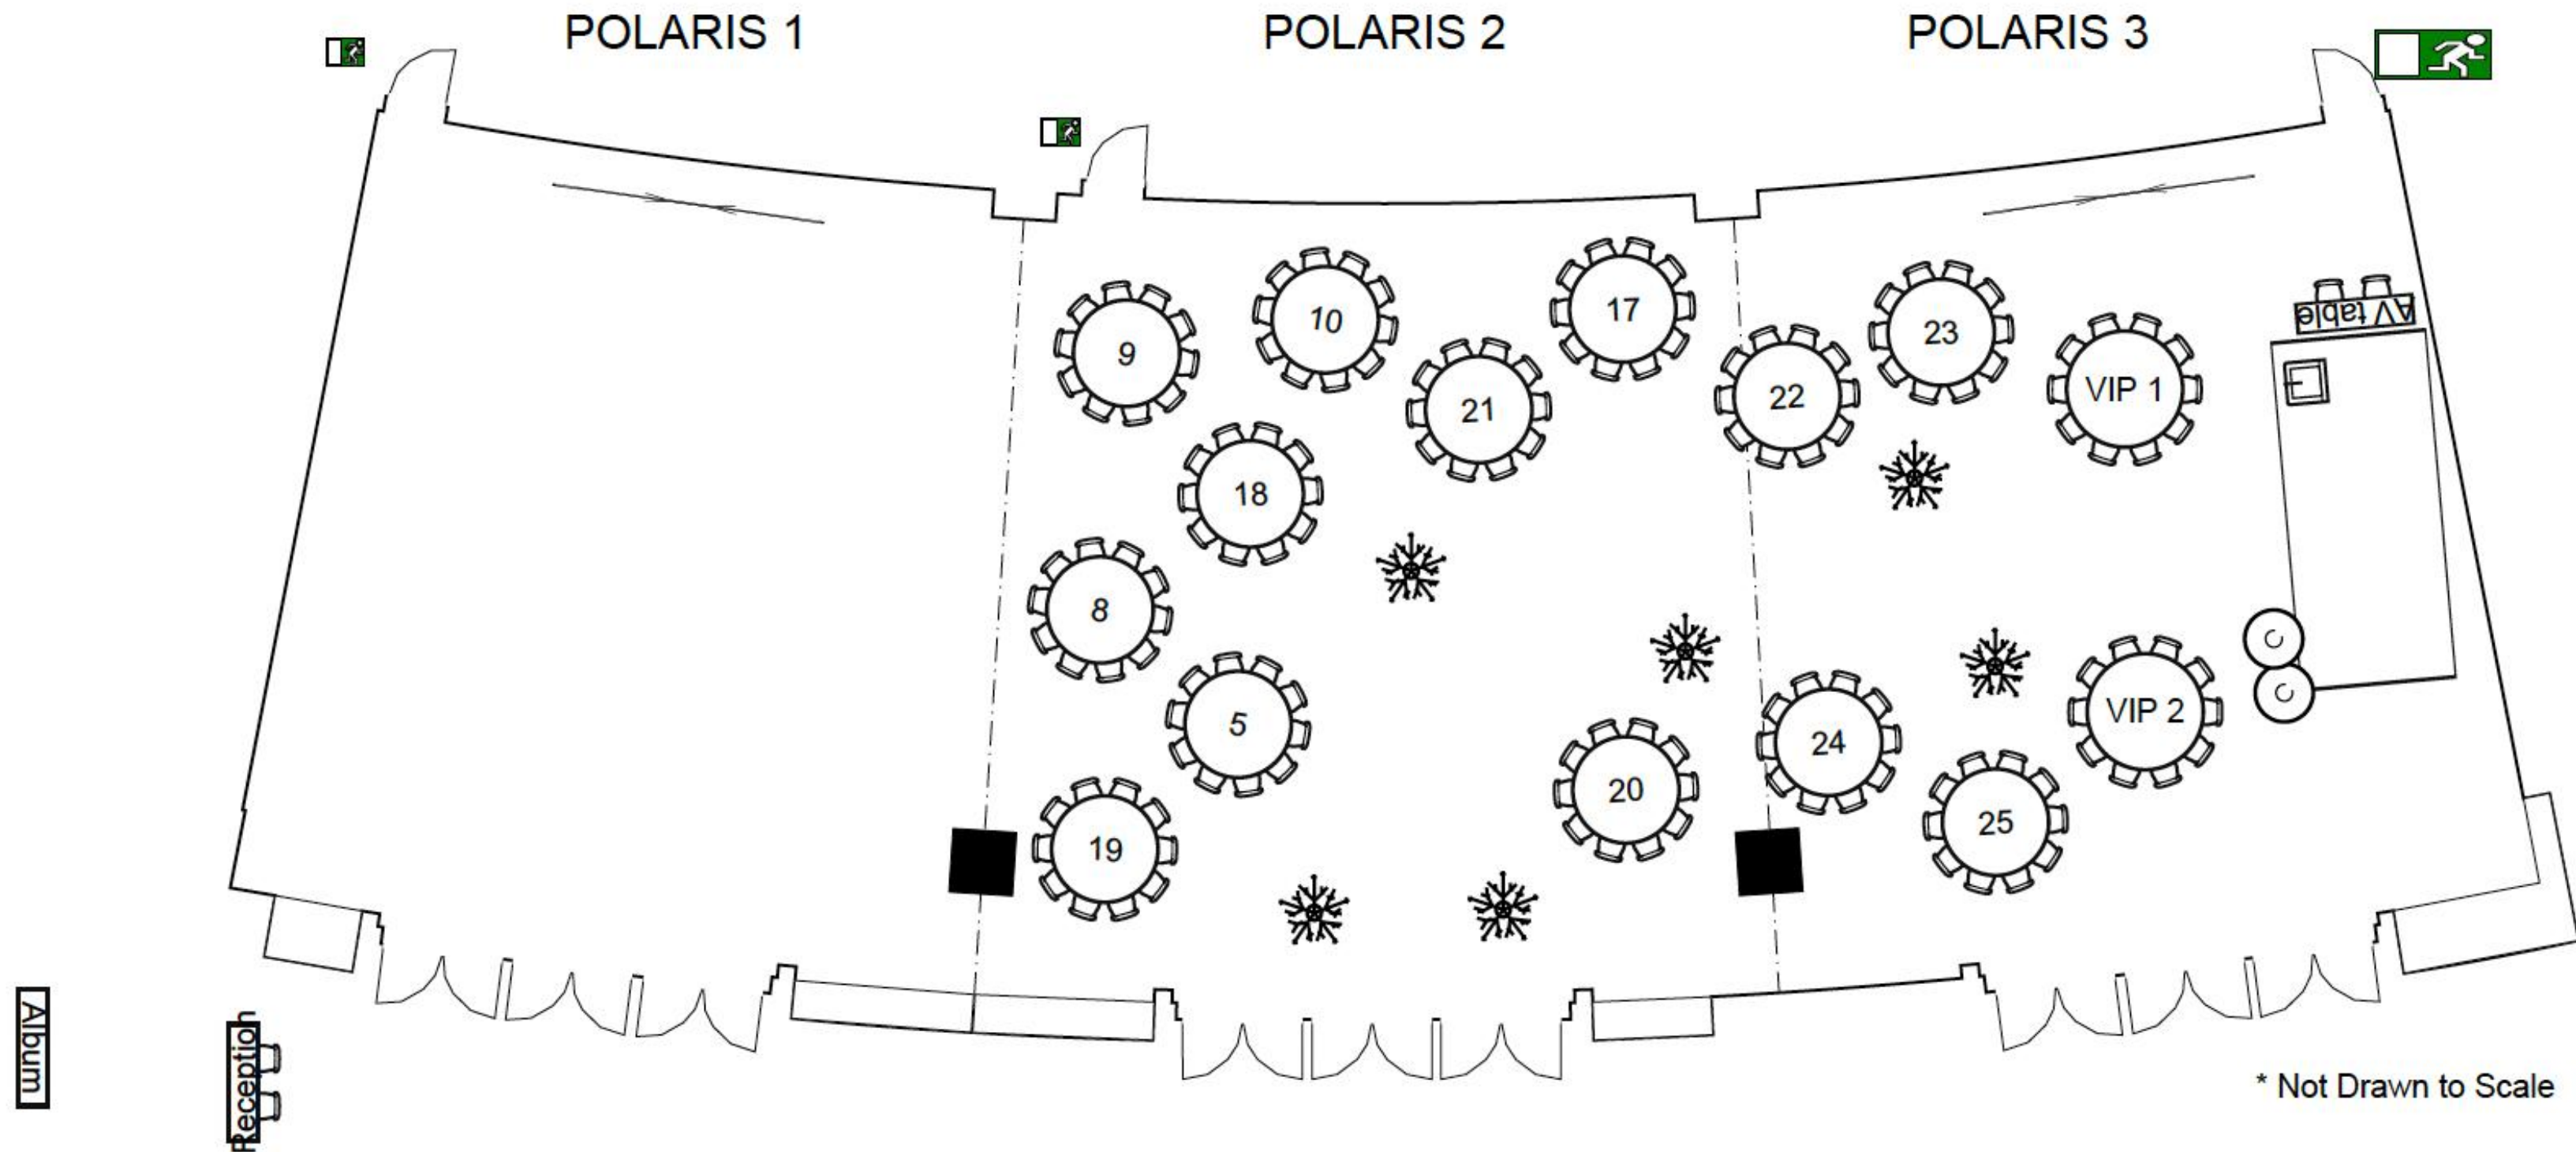 POLARIS 1
POLARIS 2
POLARIS 3
17
10
23
9
VIP 1
22
21
AV table
18
8
C
C
5
VIP 2
24
20
25
19
Album
Reception
* Not Drawn to Scale